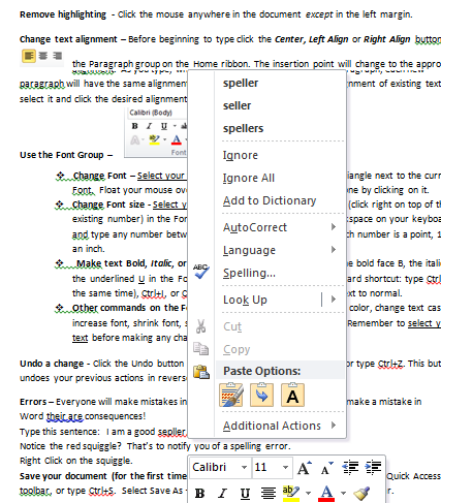 Remove highlighting - Click the mouse anywhere in the document except in the left margin.
Change text alignment – Before beginning to type click the Center, Left Align or Right Align button
the Paragraph group on the Home ribbon. The insertion point will change to the appro
paragraph will have the same alignmen
nment of existing text
select it and click the desired alignment
Calibri (Body)
B I U
A A
Font
Use the Font Group –
Change Font – Select your
iangle next to the curr
Font. Float your mouse ov
ne by clicking on it.
Change Font size - Select y
(click right on top of th
existing number) in the For
kspace on your keyboa
and type any number betw
ch number is a point, 1
an inch.
Make text Bold, Italic, or
e bold face B, the itali
the underlined U in the Fo
ard shortcut: type Ctrl
the same time), Ctrl+I, or C
xt to normal.
Other commands on the F
color, change text cas
increase font, shrink font, s
Remember to select y
text before making any cha
Undo a change - Click the Undo button
or type Ctrl+Z. This but
undoes your previous actions in revers
Errors – Everyone will make mistakes in
make a mistake in
Word their are consequences!
Type this sentence: I am a good seplier.
Notice the red squiggle? That's to notify you of a spelling error.
Right Click on the squiggle.
Save your document (for the first time
Quick Access
toolbar, or type Ctrl+S. Select Save As
r.
speller
seller
spellers
Ignore
Ignore All
Add to Dictionary
AutoCorrect
Language
ABC
Spelling...
Look Up
Cut
Copy
Paste Options:
A
Additional Actions
Calibri 11 A A
B I U ab A